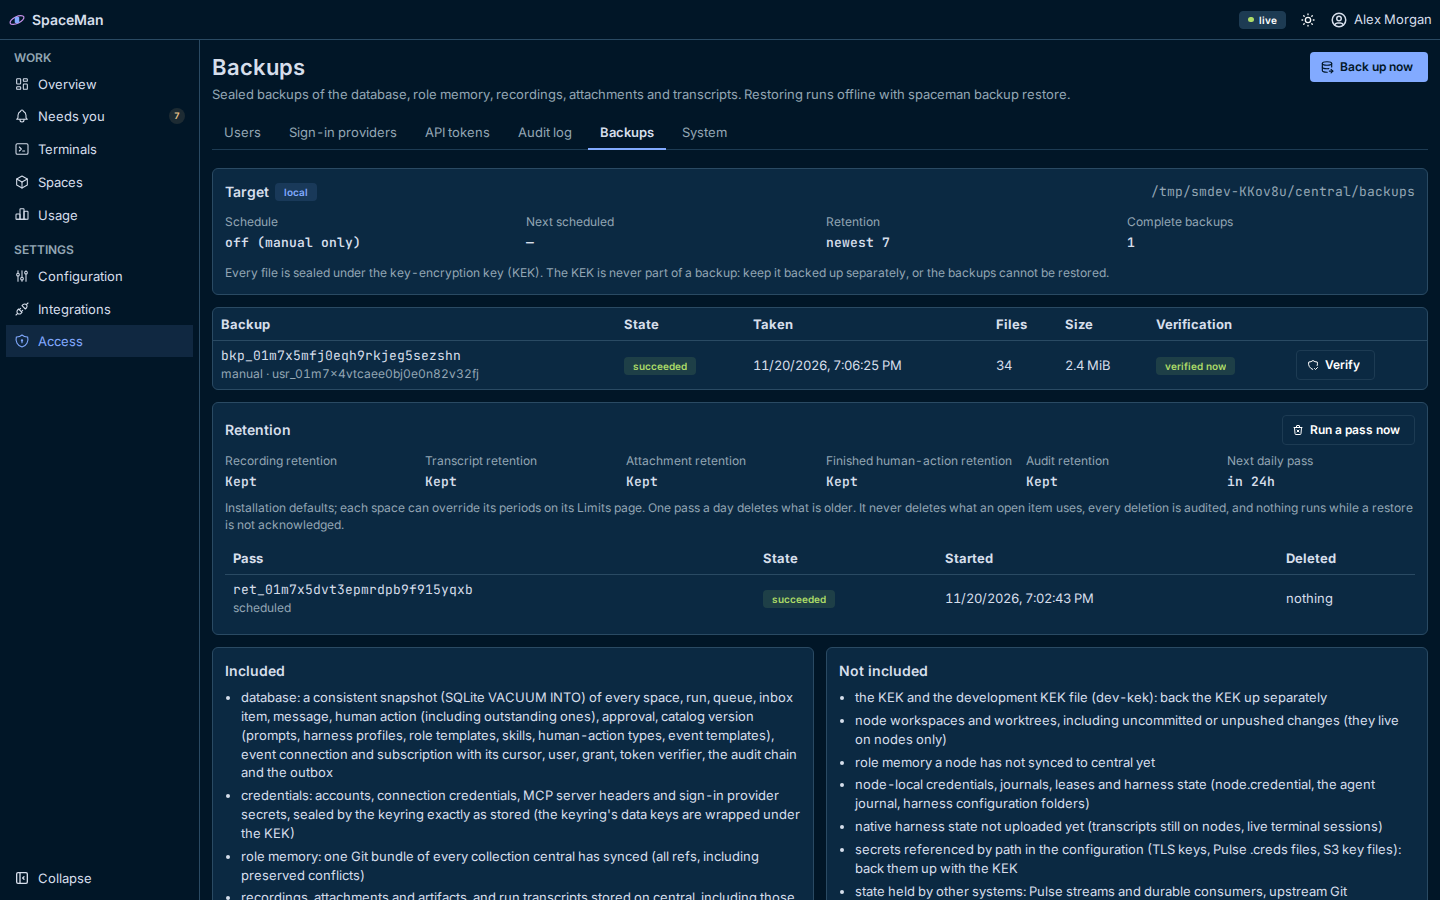 SpaceMan
live
Alex Morgan
WORK
Overview
Needs you
7
Terminals
Spaces
Usage
SETTINGS
Configuration
Integrations
Access
Collapse
Backups
Back up now
Sealed backups of the database, role memory, recordings, attachments and transcripts. Restoring runs offline with spaceman backup restore.
Users Sign-in providers API tokens Audit log Backups System
Target local /tmp/smdev-KKov8u/central/backups
Schedule Next scheduled Retention Complete backups
off (manual only) — newest 7 1
Every file is sealed under the key-encryption key (KEK). The KEK is never part of a backup: keep it backed up separately, or the backups cannot be restored.
Backup State Taken Files Size Verification
bkp_01m7x5mfj0eqh9rkjeg5sezshn
manual · usr_01m7x4vtcaee0bj0e0n82v32fj
succeeded 11/20/2026, 7:06:25 PM 34 2.4 MiB verified now Verify
Retention Run a pass now
Recording retention Transcript retention Attachment retention Finished human-action retention Audit retention Next daily pass
Kept Kept Kept Kept Kept in 24h
Installation defaults; each space can override its periods on its Limits page. One pass a day deletes what is older. It never deletes what an open item uses, every deletion is audited, and nothing runs while a restore
is not acknowledged.
Pass State Started Deleted
ret_01m7x5dvt3epmrdpb9f915yqxb
scheduled
succeeded 11/20/2026, 7:02:43 PM nothing
Included
• database: a consistent snapshot (SQLite VACUUM INTO) of every space, run, queue, inbox
item, message, human action (including outstanding ones), approval, catalog version
(prompts, harness profiles, role templates, skills, human-action types, event templates),
event connection and subscription with its cursor, user, grant, token verifier, the audit chain
and the outbox
• credentials: accounts, connection credentials, MCP server headers and sign-in provider
secrets, sealed by the keyring exactly as stored (the keyring's data keys are wrapped under
the KEK)
• role memory: one Git bundle of every collection central has synced (all refs, including
preserved conflicts)
• recordings, attachments and artifacts, and run transcripts stored on central, including those
Not included
• the KEK and the development KEK file (dev-kek): back the KEK up separately
• node workspaces and worktrees, including uncommitted or unpushed changes (they live
on nodes only)
• role memory a node has not synced to central yet
• node-local credentials, journals, leases and harness state (node.credential, the agent
journal, harness configuration folders)
• native harness state not uploaded yet (transcripts still on nodes, live terminal sessions)
• secrets referenced by path in the configuration (TLS keys, Pulse .creds files, S3 key files):
back them up with the KEK
• state held by other systems: Pulse streams and durable consumers, upstream Git